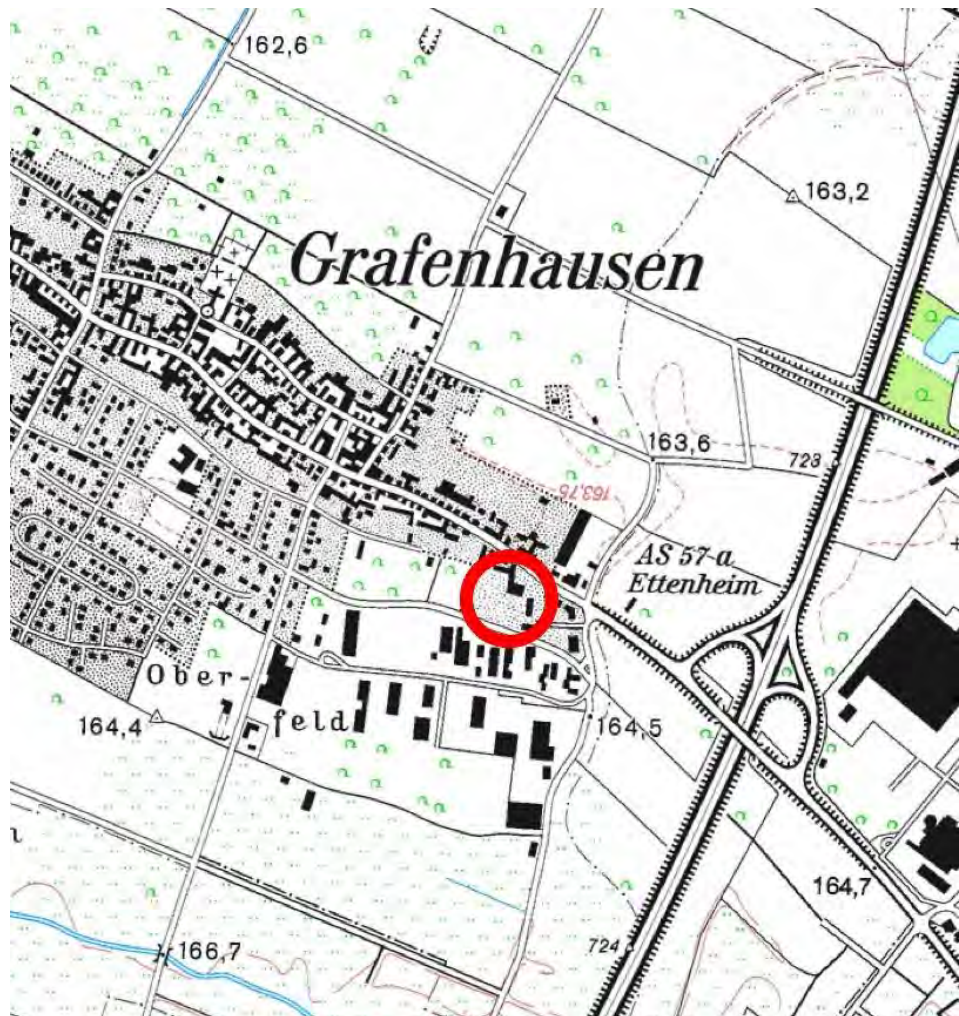 162,6
163,2
Grafenhausen
163,6
723
163,75
AS 57-a
Ettenheim
Ober-
feld
164,4
164,5
164,7
166,7
724